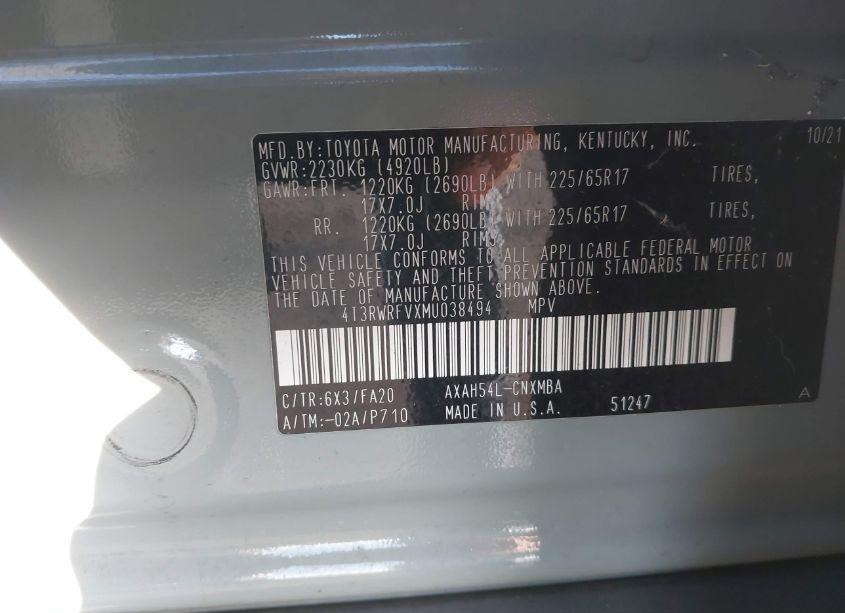 MFD.BY:TOYOTA MOTOR MANUFACTURING, KENTUCKY, INC. 10/21
GVWR:2230KG (4920LB)
GAWR:FRT. 1220KG (2690LB) WITH 225/65R17 TIRES,
17X7.0J RIMS
RR. 1220KG (2690LB) WITH 225/65R17 TIRES,
17X7.0J RIMS
THIS VEHICLE CONFORMS TO ALL APPLICABLE FEDERAL MOTOR
VEHICLE SAFETY AND THEFT PREVENTION STANDARDS IN EFFECT ON
THE DATE OF MANUFACTURE SHOWN ABOVE.
4T3RWRFVXMU038494 MPV
C/TR:6X3/FA20 AXAH54L-CNXMBA
A/TM:-02A/P710 MADE IN U.S.A. 51247 A